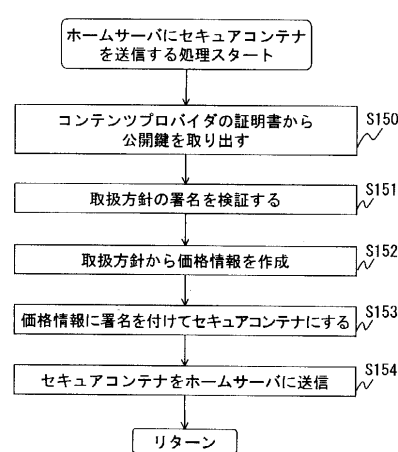 ホームサーバにセキュアコンテナ
を送信する処理スタート
コンテンツプロバイダの証明書から
公開鍵を取り出す
S150
取扱方針の署名を検証する
S151
取扱方針から価格情報を作成
S152
価格情報に署名を付けてセキュアコンテナにする
S153
セキュアコンテナをホームサーバに送信
S154
リターン